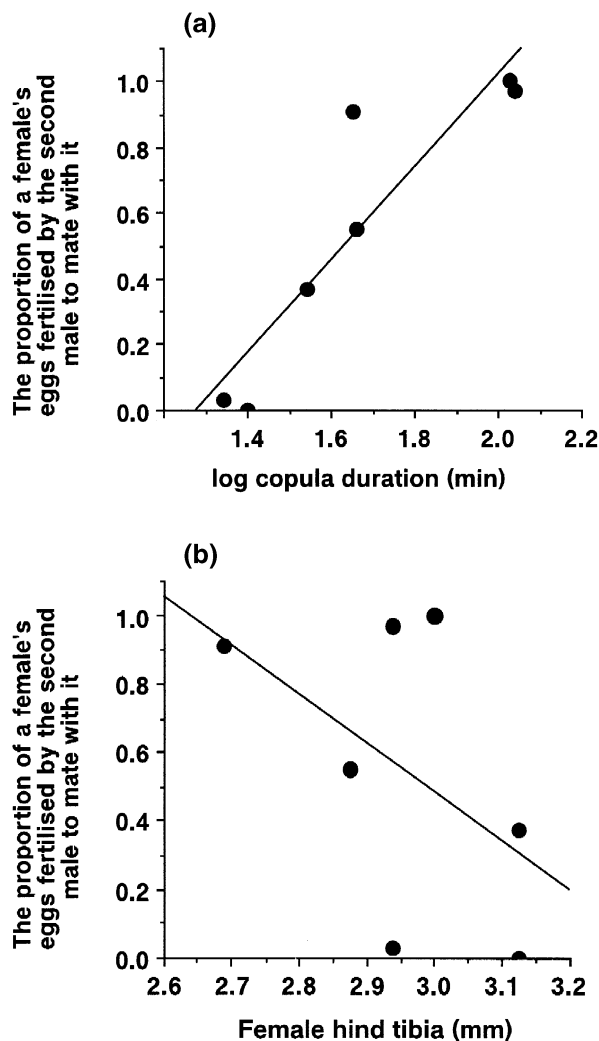 (a)
The proportion of a female's
eggs fertilised by the second
male to mate with it
1.0
0.8
0.6
0.4
0.2
0.0
1.4 1.6 1.8 2.0 2.2
log copula duration (min)
(b)
The proportion of a female's
eggs fertilised by the second
male to mate with it
1.0
0.8
0.6
0.4
0.2
0.0
2.6 2.7 2.8 2.9 3.0 3.1 3.2
Female hind tibia (mm)